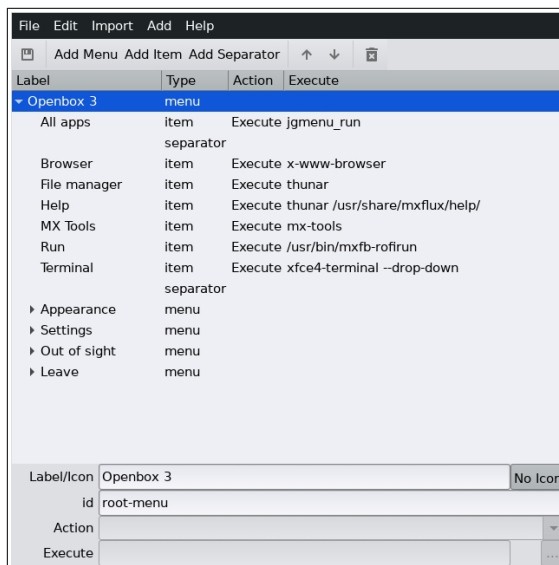 File Edit Import Add Help
Add Menu Add Item Add Separator
Label Type Action Execute
Openbox 3 menu
All apps item Execute jgmenu_run
separator
Browser item Execute x-www-browser
File manager item Execute thunar
Help item Execute thunar /usr/share/mxflux/help/
MX Tools item Execute mx-tools
Run item Execute /usr/bin/mxfb-rofirun
Terminal item Execute xfce4-terminal --drop-down
separator
Appearance menu
Settings menu
Out of sight menu
Leave menu
Label/Icon Openbox 3 No Icon
id root-menu
Action
Execute ...